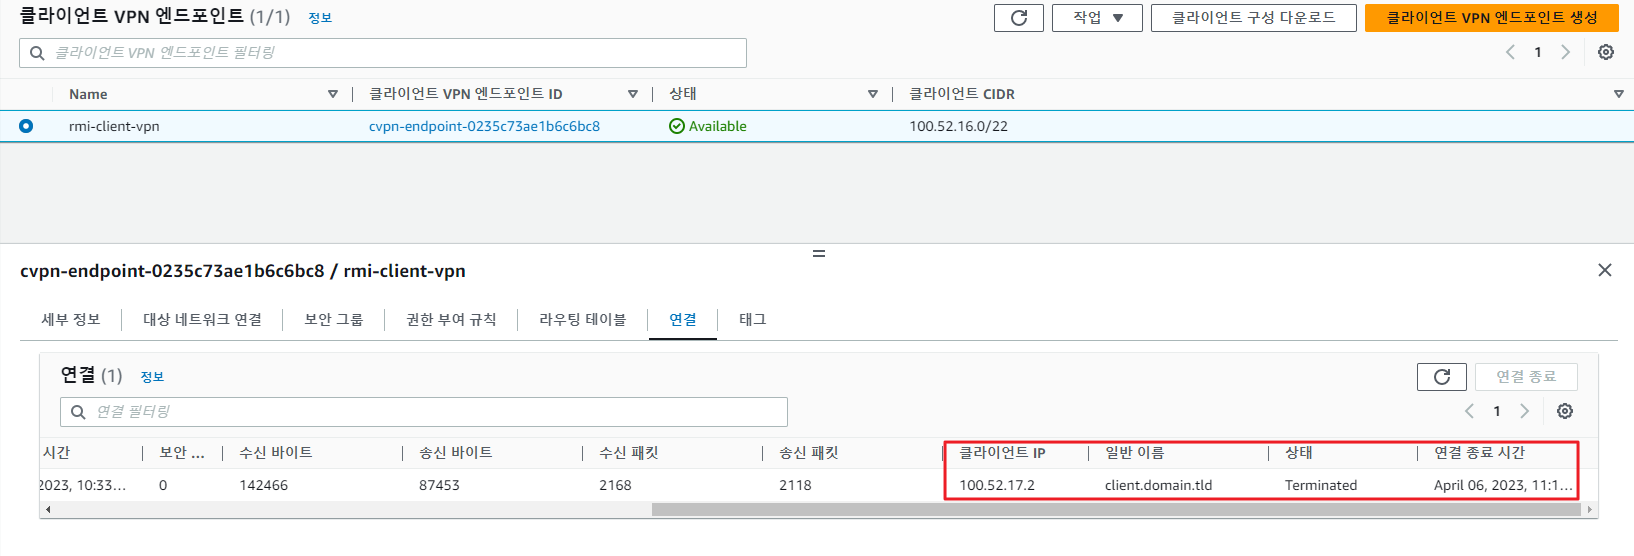 클라이언트 VPN 엔드포인트 (1/1) 정보 작업 클라이언트 구성 다운로드 클라이언트 VPN 엔드포인트 생성
클라이언트 VPN 엔드포인트 필터링 1
Name 클라이언트 VPN 엔드포인트 ID 상태 클라이언트 CIDR
rmi-client-vpn cvpn-endpoint-0235c73ae1b6c6bc8 Available 100.52.16.0/22
cvpn-endpoint-0235c73ae1b6c6bc8 / rmi-client-vpn
세부 정보 대상 네트워크 연결 보안 그룹 권한 부여 규칙 라우팅 테이블 연결 태그
연결 (1) 정보 연결 종료
연결 필터링 1
시간 보안 ... 수신 바이트 송신 바이트 수신 패킷 송신 패킷 클라이언트 IP 일반 이름 상태 연결 종료 시간
2023, 10:33... 0 142466 87453 2168 2118 100.52.17.2 client.domain.tld Terminated April 06, 2023, 11:1...